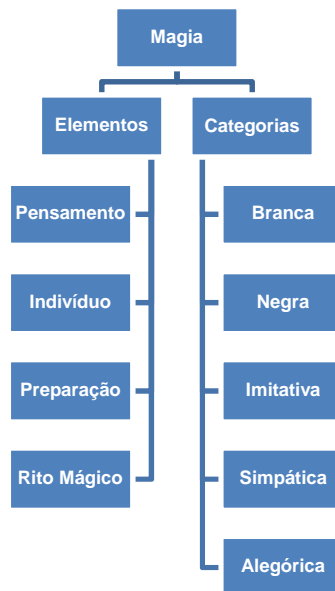 Magia
Elementos
Categorias
Pensamento
Branca
Indivíduo
Negra
Preparação
Imitativa
Rito Mágico
Simpática
Alegórica